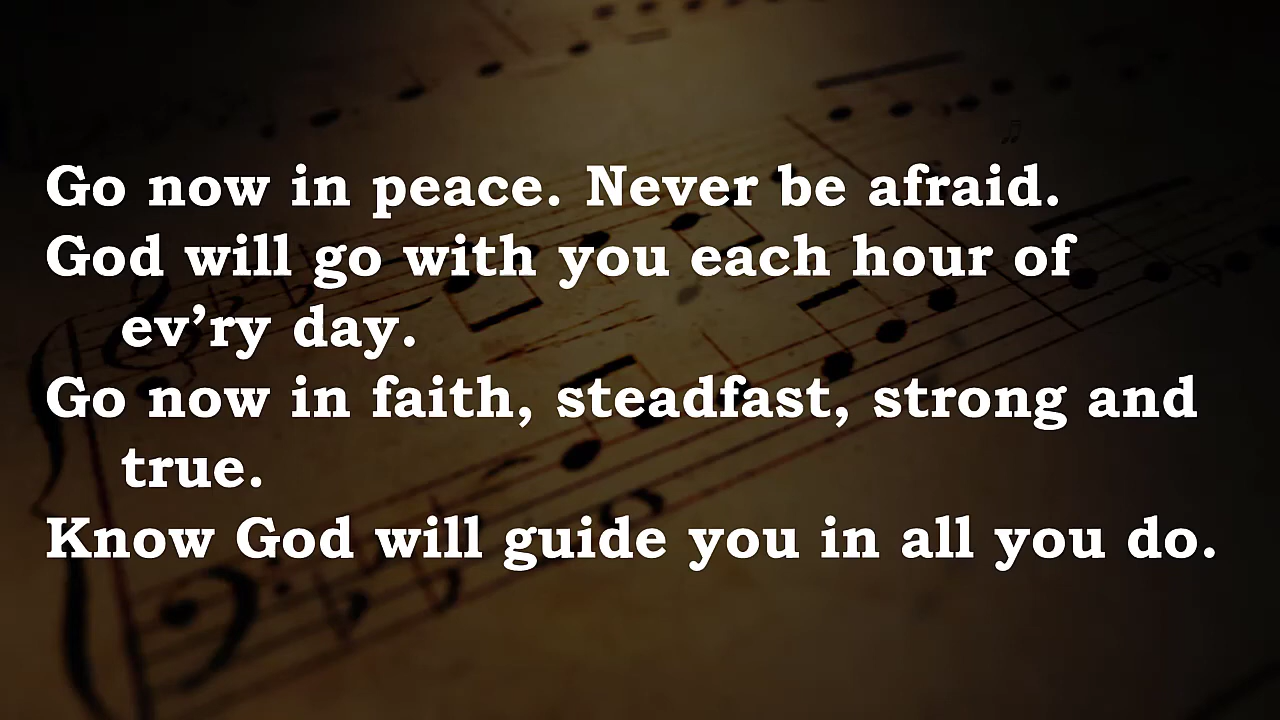 Go now in peace. Never be afraid.
God will go with you each hour of
ev’ry day.
Go now in faith, steadfast, strong and
true.
Know God will guide you in all you do.